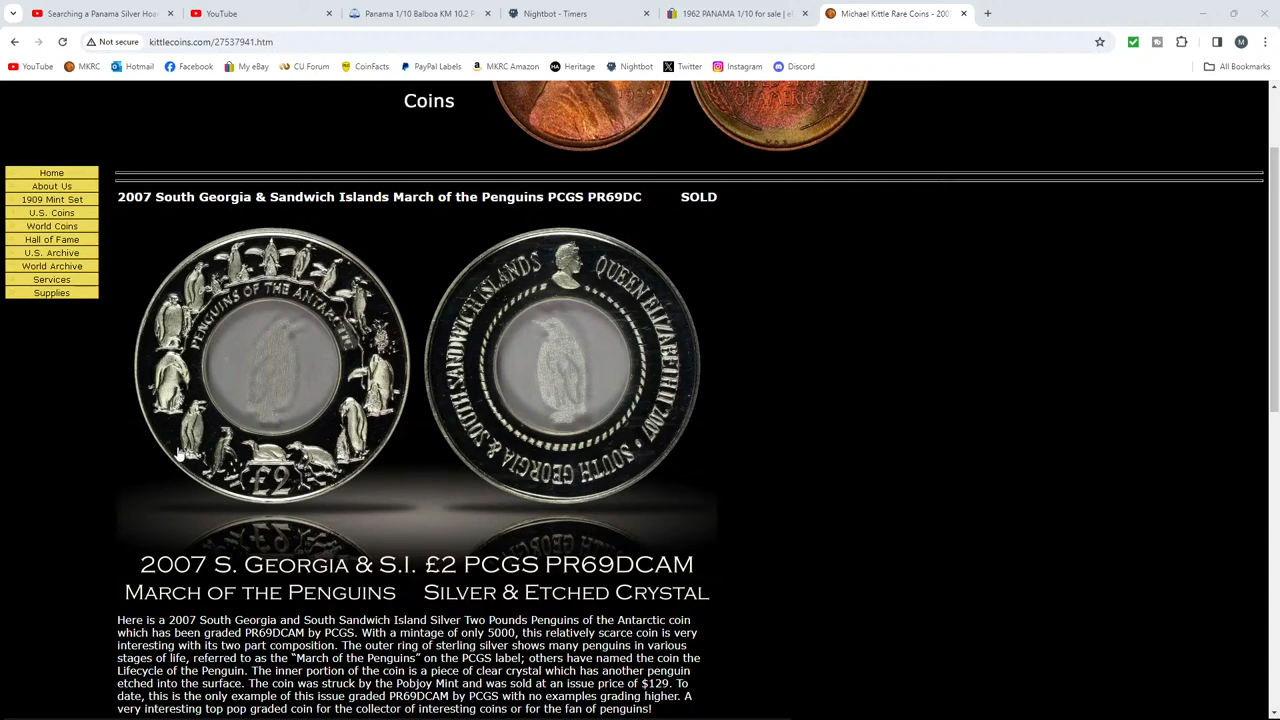 Searching a Panama Silver Hoa
YouTube
Panama 1/10 Balboa KM 10.2 P
Nightbot - Timers
1962 PANAMA 1/10 for sale | e
Michael Kittle Rare Coins - 200
Not secure
kittlecoins.com/27537941.htm
M
YouTube
MKRC
Hotmail
Facebook
My eBay
CU Forum
CoinFacts
PayPal Labels
MKRC Amazon
Heritage
Nightbot
Twitter
Instagram
Discord
All Bookmarks
Coins
Home
About Us
1909 Mint Set
U.S. Coins
World Coins
Hall of Fame
U.S. Archive
World Archive
Services
Supplies
2007 South Georgia & Sandwich Islands March of the Penguins PCGS PR69DC SOLD
PENGUINS OF THE ANTARCTIC
£2
QUEEN ELIZABETH II 2007
SOUTH GEORGIA & SOUTH SANDWICH ISLANDS
2007 S. Georgia & S.I. £2 PCGS PR69DCAM
March of the Penguins Silver & Etched Crystal
Here is a 2007 South Georgia and South Sandwich Island Silver Two Pounds Penguins of the Antarctic coin
which has been graded PR69DCAM by PCGS. With a mintage of only 5000, this relatively scarce coin is very
interesting with its two part composition. The outer ring of sterling silver shows many penguins in various
stages of life, referred to as the “March of the Penguins” on the PCGS label; others have named the coin the
Lifecycle of the Penguin. The inner portion of the coin is a piece of clear crystal which has another penguin
etched into the surface. The coin was struck by the Pobjoy Mint and was sold at an issue price of $129. To
date, this is the only example of this issue graded PR69DCAM by PCGS with no examples grading higher. A
very interesting top pop graded coin for the collector of interesting coins or for the fan of penguins!